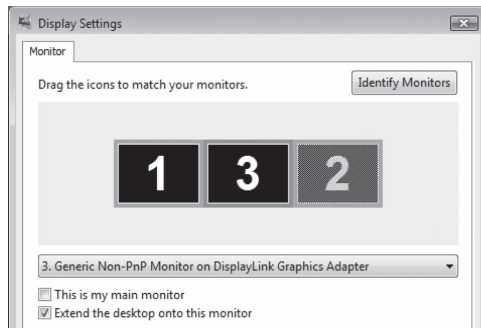 Display Settings
Monitor
Drag the icons to match your monitors.
Identify Monitors
1 3 2
3. Generic Non-PnP Monitor on DisplayLink Graphics Adapter
This is my main monitor
Extend the desktop onto this monitor